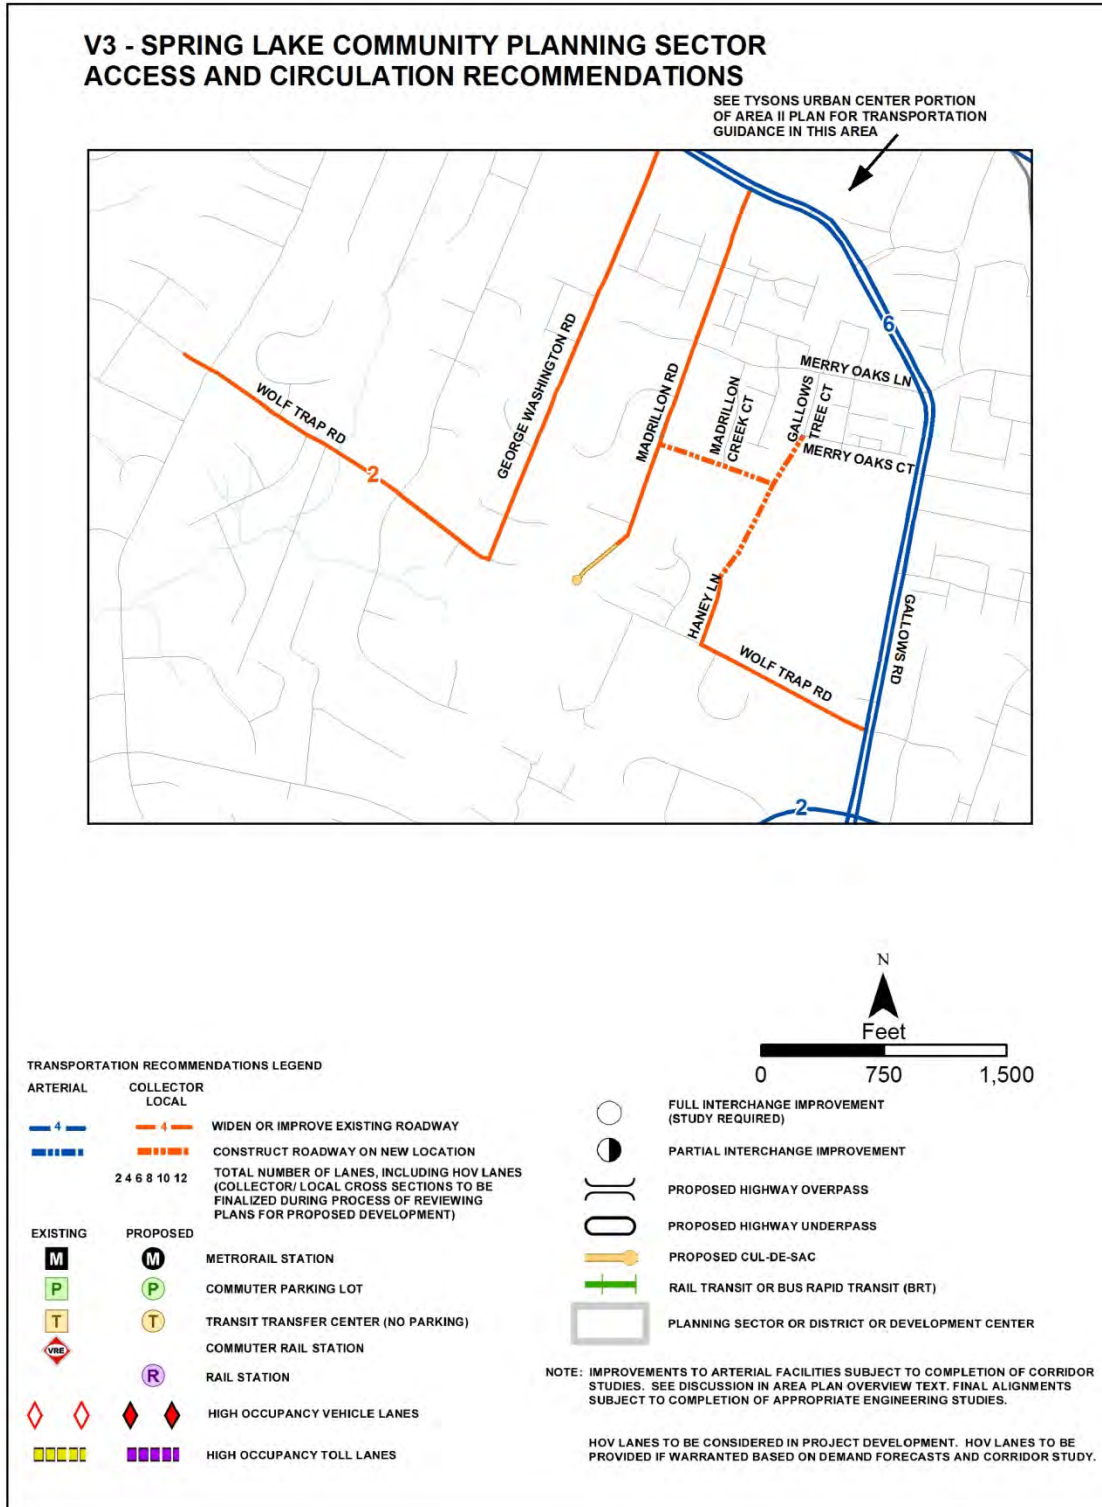 V3 - SPRING LAKE COMMUNITY PLANNING SECTOR
ACCESS AND CIRCULATION RECOMMENDATIONS
SEE TYSONS URBAN CENTER PORTION
OF AREA II PLAN FOR TRANSPORTATION
GUIDANCE IN THIS AREA
6
GEORGE WASHINGTON RD
MADRILLON RD
MADRILLON
CREEK CT
GALLOWS
TREE CT
MERRY OAKS LN
MERRY OAKS CT
WOLF TRAP RD
2
HANEY LN
WOLF TRAP RD
GALLOWS RD
2
N
Feet
0 750 1,500
TRANSPORTATION RECOMMENDATIONS LEGEND
ARTERIAL
COLLECTOR
LOCAL
4 4 WIDEN OR IMPROVE EXISTING ROADWAY
CONSTRUCT ROADWAY ON NEW LOCATION
2 4 6 8 10 12 TOTAL NUMBER OF LANES, INCLUDING HOV LANES
(COLLECTOR/ LOCAL CROSS SECTIONS TO BE
FINALIZED DURING PROCESS OF REVIEWING
PLANS FOR PROPOSED DEVELOPMENT)
EXISTING PROPOSED
M M METRORAIL STATION
P P COMMUTER PARKING LOT
T T TRANSIT TRANSFER CENTER (NO PARKING)
VRE COMMUTER RAIL STATION
R RAIL STATION
HIGH OCCUPANCY VEHICLE LANES
HIGH OCCUPANCY TOLL LANES
FULL INTERCHANGE IMPROVEMENT
(STUDY REQUIRED)
PARTIAL INTERCHANGE IMPROVEMENT
PROPOSED HIGHWAY OVERPASS
PROPOSED HIGHWAY UNDERPASS
PROPOSED CUL-DE-SAC
RAIL TRANSIT OR BUS RAPID TRANSIT (BRT)
PLANNING SECTOR OR DISTRICT OR DEVELOPMENT CENTER
NOTE: IMPROVEMENTS TO ARTERIAL FACILITIES SUBJECT TO COMPLETION OF CORRIDOR
STUDIES. SEE DISCUSSION IN AREA PLAN OVERVIEW TEXT. FINAL ALIGNMENTS
SUBJECT TO COMPLETION OF APPROPRIATE ENGINEERING STUDIES.
HOV LANES TO BE CONSIDERED IN PROJECT DEVELOPMENT. HOV LANES TO BE
PROVIDED IF WARRANTED BASED ON DEMAND FORECASTS AND CORRIDOR STUDY.